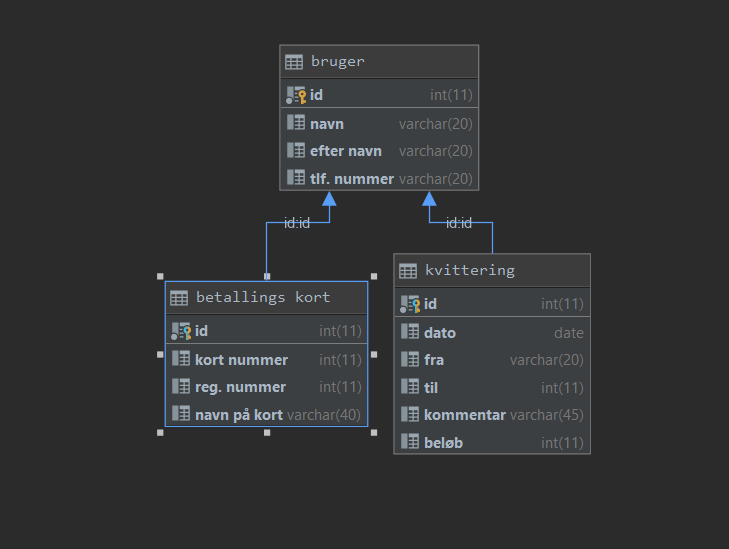 bruger
id int(11)
navn varchar(20)
efter navn varchar(20)
tlf. nummer varchar(20)
id:id
id:id
betallings kort
id int(11)
kort nummer int(11)
reg. nummer int(11)
navn på kort varchar(40)
kvittering
id int(11)
dato date
fra varchar(20)
til int(11)
kommentar varchar(45)
beløb int(11)